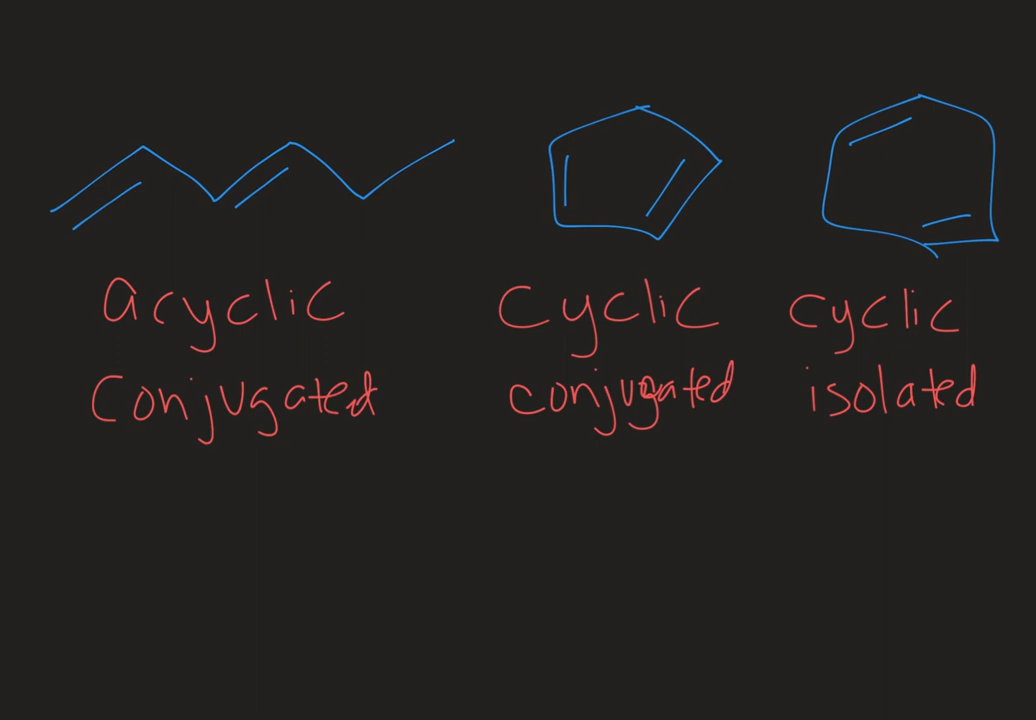 acyclic
Conjugated
Cyclic
conjugated
cyclic
isolated